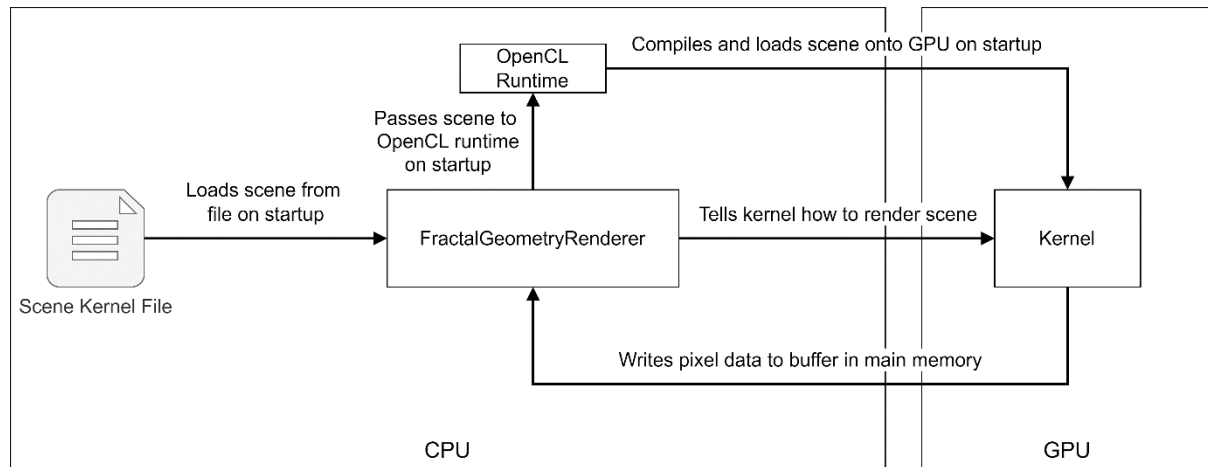 Compiles and loads scene onto GPU on startup
OpenCL
Runtime
Passes scene to
OpenCL runtime
on startup
Loads scene from
file on startup
Tells kernel how to render scene
FractalGeometryRenderer
Kernel
Scene Kernel File
Writes pixel data to buffer in main memory
CPU
GPU